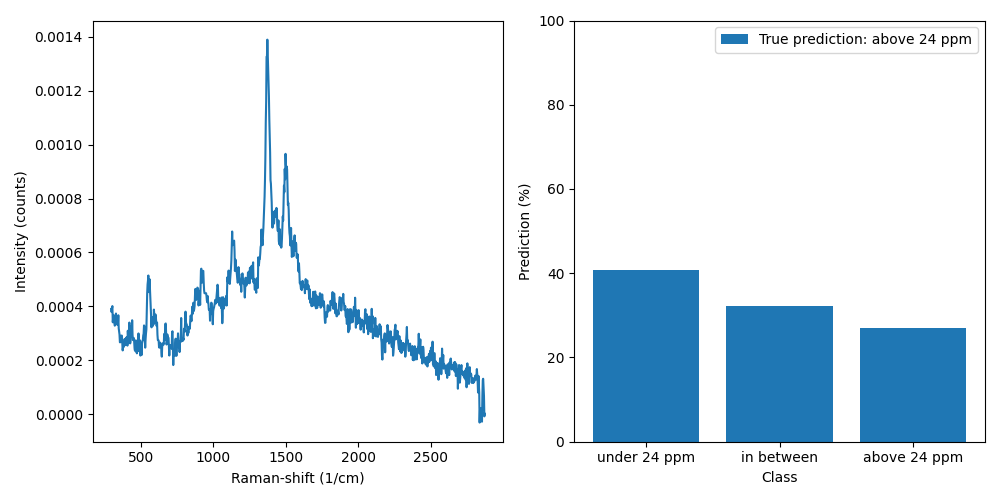 0.0014
0.0012
0.0010
0.0008
0.0006
0.0004
0.0002
0.0000
Intensity (counts)
500 1000 1500 2000 2500
Raman-shift (1/cm)
100
80
60
40
20
0
Prediction (%)
True prediction: above 24 ppm
under 24 ppm in between above 24 ppm
Class